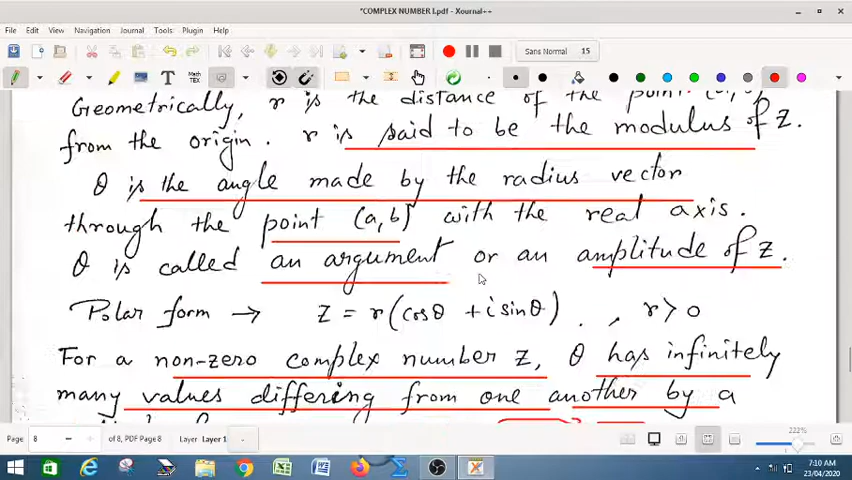 *COMPLEX NUMBER I.pdf - Xournal++
File Edit View Navigation Journal Tools Plugin Help
Sans Normal 15
T Math TEX
Geometrically, r is the distance of the point
from the origin. r is said to be the modulus of z.
θ is the angle made by the radius vector
through the point (a,b) with the real axis.
θ is called an argument or an amplitude of z.
Polar form → z = r(cosθ + i sinθ) , r > 0
For a non-zero complex number z, θ has infinitely
many values differing from one another by a
Page 8 of 8, PDF Page 8 Layer Layer 1 222%
7:10 AM
23/04/2020